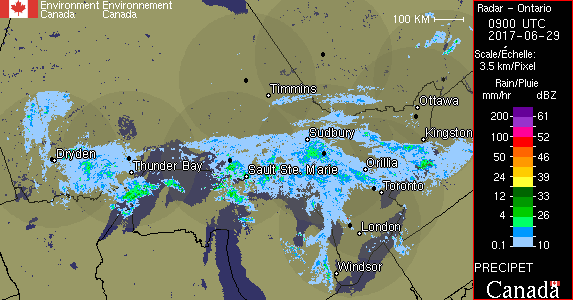 Environment Environnement
Canada Canada
100 KM
Timmins
Ottawa
Sudbury
Kingston
Dryden
Thunder Bay
Sault Ste. Marie
Orillia
Toronto
London
Windsor
Radar - Ontario
0900 UTC
2017-06-29
Scale/Échelle:
3.5 km/Pixel
Rain/Pluie
mm/hr dBZ
200 61
100 52
50 46
24 39
12 33
4 26
0.1 10
PRECIPET
Canada